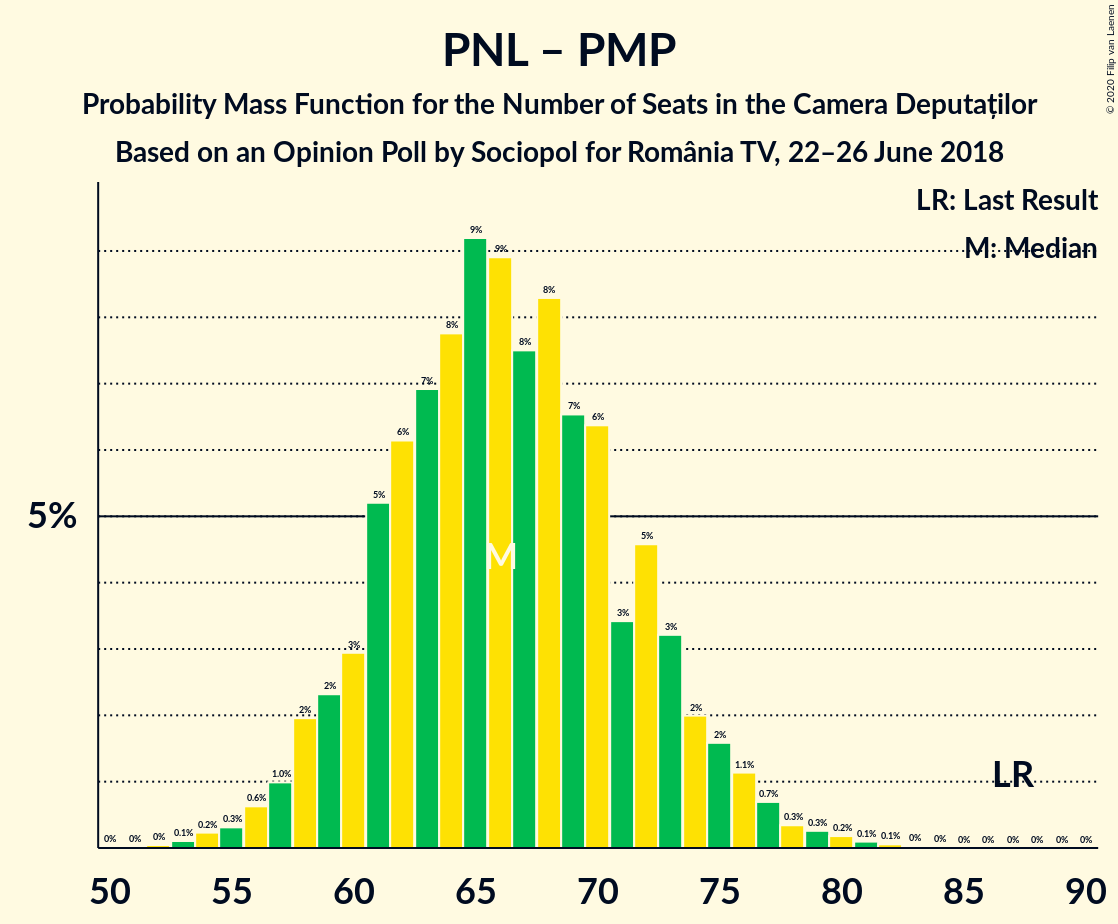 PNL – PMP
Probability Mass Function for the Number of Seats in the Camera Deputaților
Based on an Opinion Poll by Sociopol for România TV, 22–26 June 2018
© 2020 Filip van Laenen
LR: Last Result
M: Median
5%
0% 0% 0% 0.1% 0.2% 0.3% 0.6% 1.0% 2% 2% 3% 5% 6% 7% 8% 9% 9% 8% 8% 7% 6% 3% 5% 3% 2% 2% 1.1% 0.7% 0.3% 0.3% 0.2% 0.1% 0.1% 0% 0% 0% 0% 0% 0% 0% 0%
M
LR
50 55 60 65 70 75 80 85 90